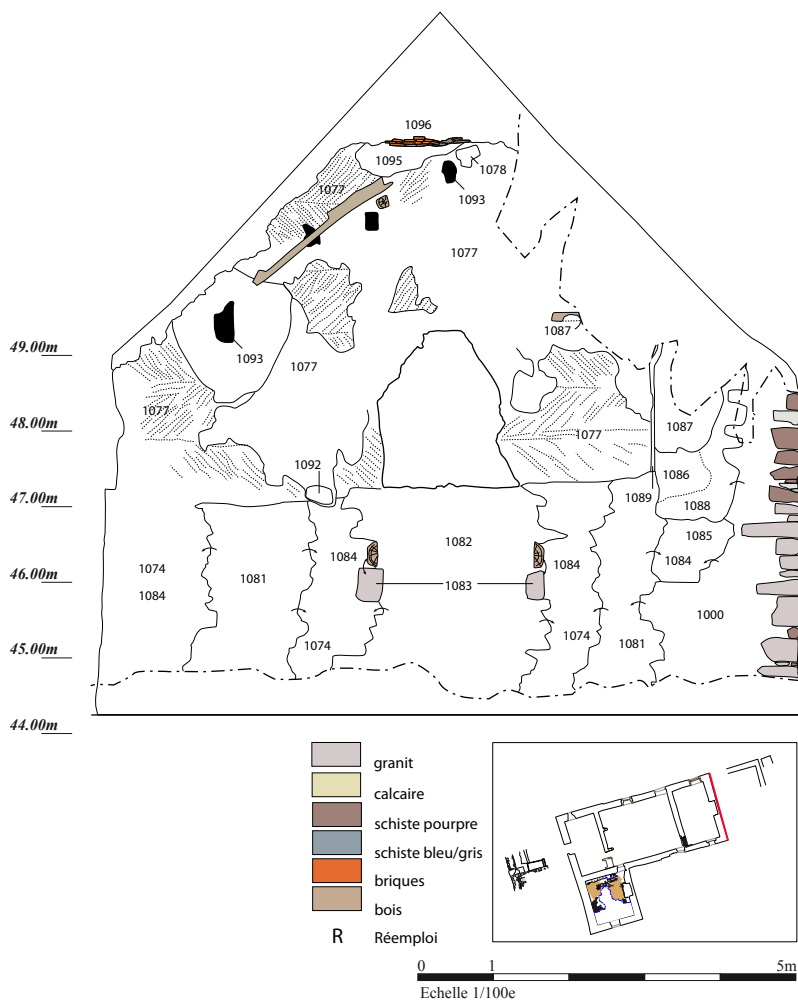 1096
1095
1078
1077
1093
1077
1087
49.00m
1093
1077
1077
48.00m
1087
1077
1092
1086
1089
47.00m
1088
1082
1085
1084
1084
1084
1074
46.00m
1081
1083
1084
1000
1074
1074
1081
45.00m
44.00m
granit
calcaire
schiste pourpre
schiste bleu/gris
briques
bois
R Réemploi
0 1 5m
Echelle 1/100e